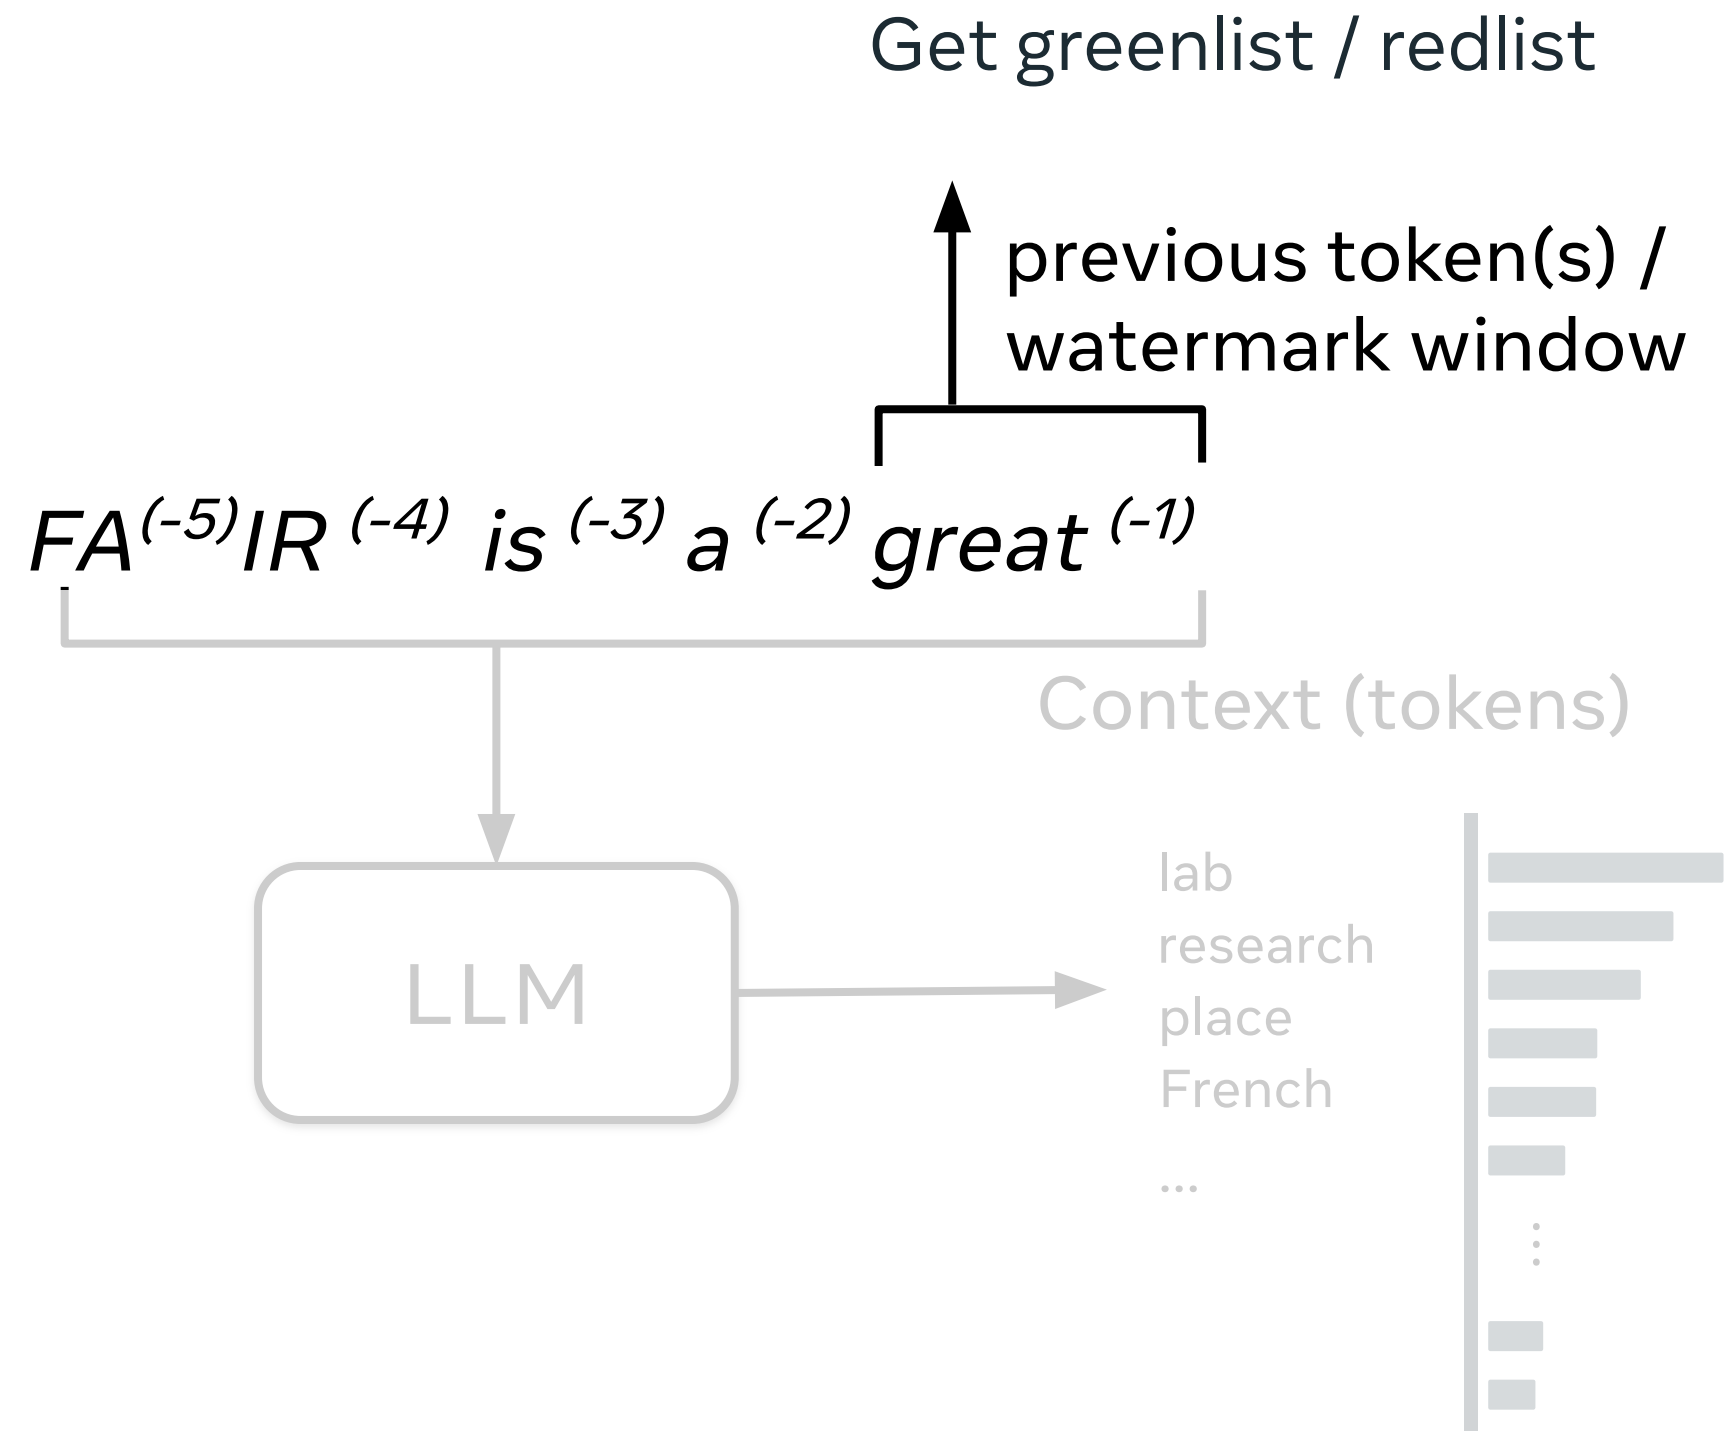 Get greenlist / redlist
previous token(s) /
watermark window
FA(-5)IR (-4) is (-3) a (-2) great (-1)
Context (tokens)
LLM
lab
research
place
French
...